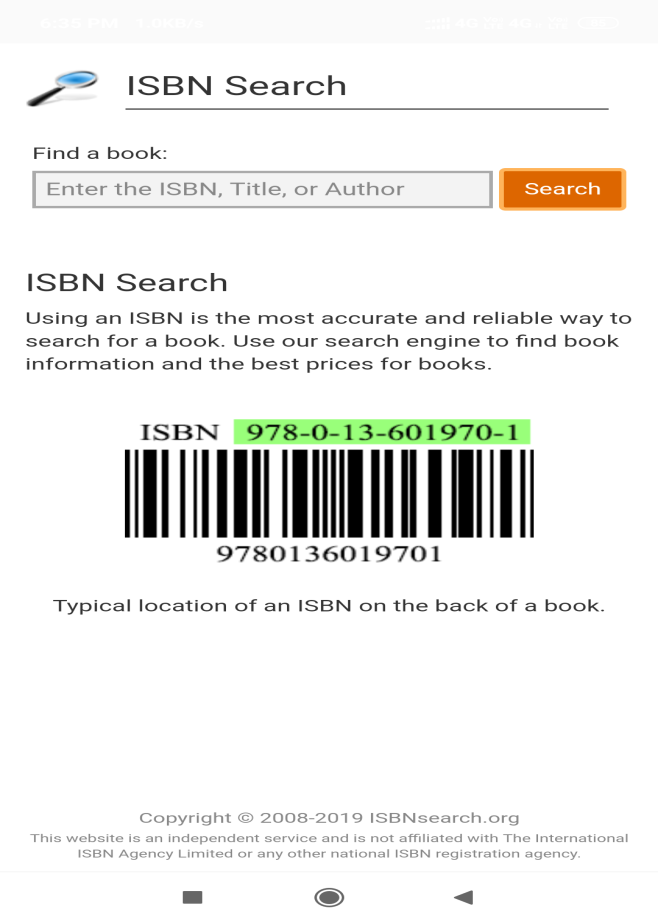 6:35 PM 1.0KB/s
ISBN Search
Find a book:
Enter the ISBN, Title, or Author
Search
ISBN Search
Using an ISBN is the most accurate and reliable way to
search for a book. Use our search engine to find book
information and the best prices for books.
ISBN 978-0-13-601970-1
9780136019701
Typical location of an ISBN on the back of a book.
Copyright © 2008-2019 ISBNsearch.org
This website is an independent service and is not affiliated with The International
ISBN Agency Limited or any other national ISBN registration agency.